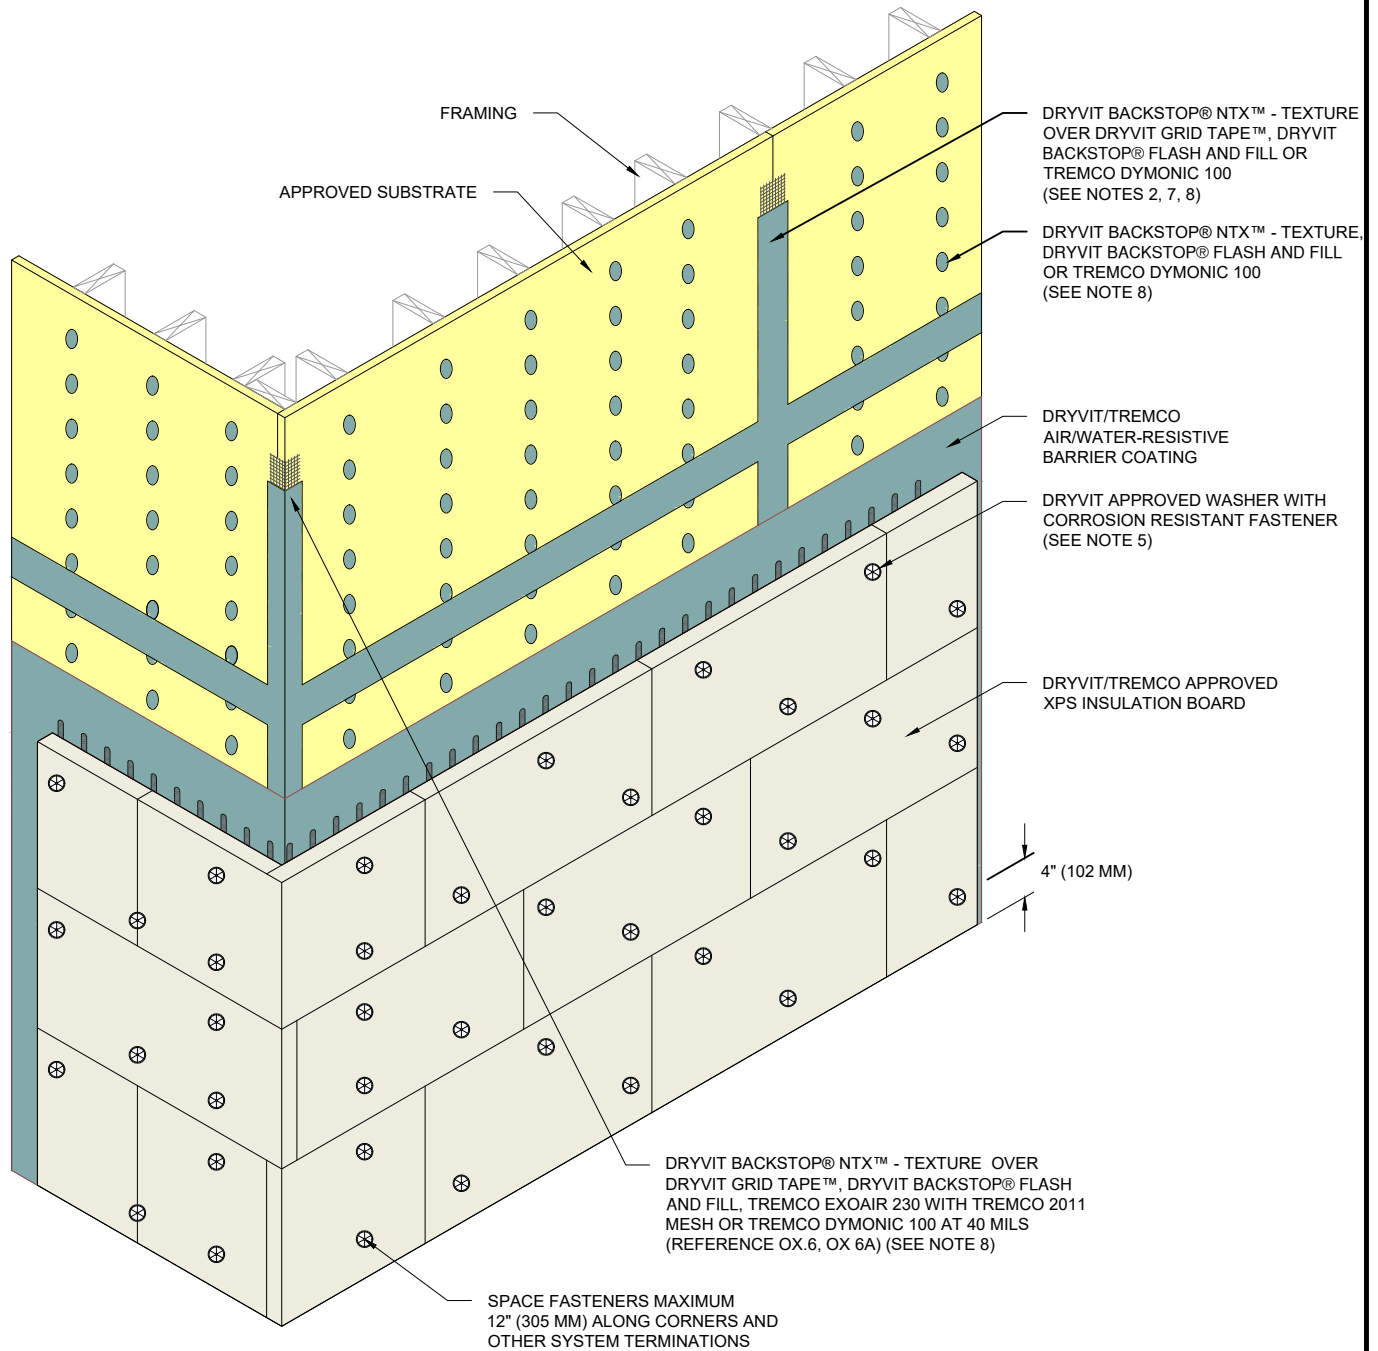 FRAMING
APPROVED SUBSTRATE
DRYVIT BACKSTOP® NTX™ - TEXTURE
OVER DRYVIT GRID TAPE™, DRYVIT
BACKSTOP® FLASH AND FILL OR
TREMCO DYMONIC 100
(SEE NOTES 2, 7, 8)
DRYVIT BACKSTOP® NTX™ - TEXTURE,
DRYVIT BACKSTOP® FLASH AND FILL
OR TREMCO DYMONIC 100
(SEE NOTE 8)
DRYVIT/TREMCO
AIR/WATER-RESISTIVE
BARRIER COATING
DRYVIT APPROVED WASHER WITH
CORROSION RESISTANT FASTENER
(SEE NOTE 5)
DRYVIT/TREMCO APPROVED
XPS INSULATION BOARD
4" (102 MM)
DRYVIT BACKSTOP® NTX™ - TEXTURE OVER
DRYVIT GRID TAPE™, DRYVIT BACKSTOP® FLASH
AND FILL, TREMCO EXOAIR 230 WITH TREMCO 2011
MESH OR TREMCO DYMONIC 100 AT 40 MILS
(REFERENCE OX.6, OX 6A) (SEE NOTE 8)
SPACE FASTENERS MAXIMUM
12" (305 MM) ALONG CORNERS AND
OTHER SYSTEM TERMINATIONS